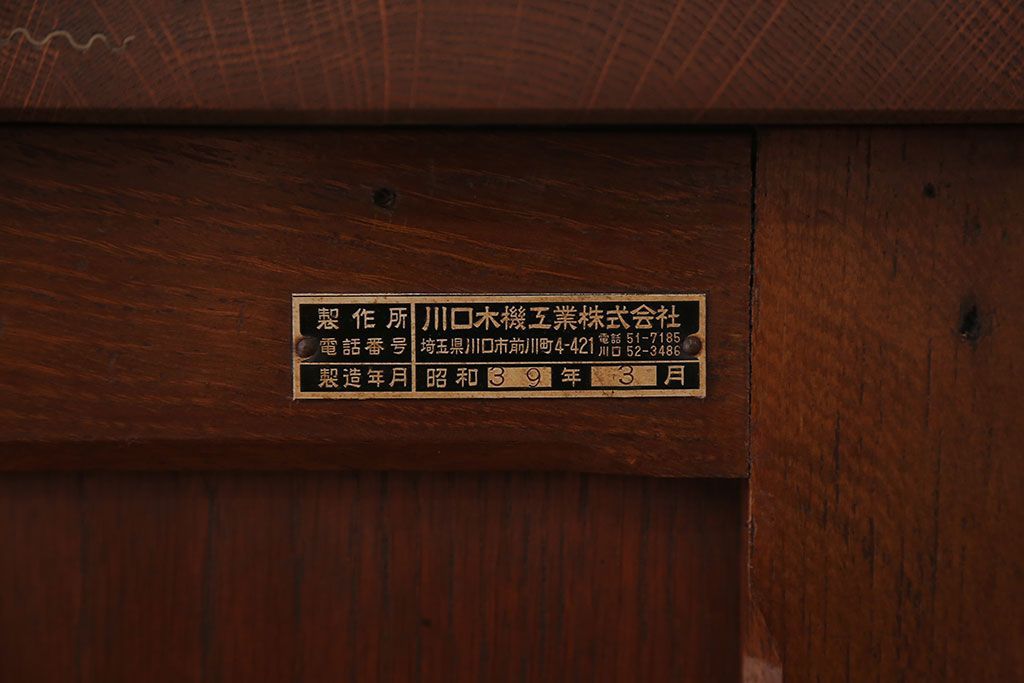 製作所 川口木機工業株式会社
電話番号 埼玉県川口市前川町4-421 電話 川口 51-7185 52-3486
製造年月 昭和39年3月